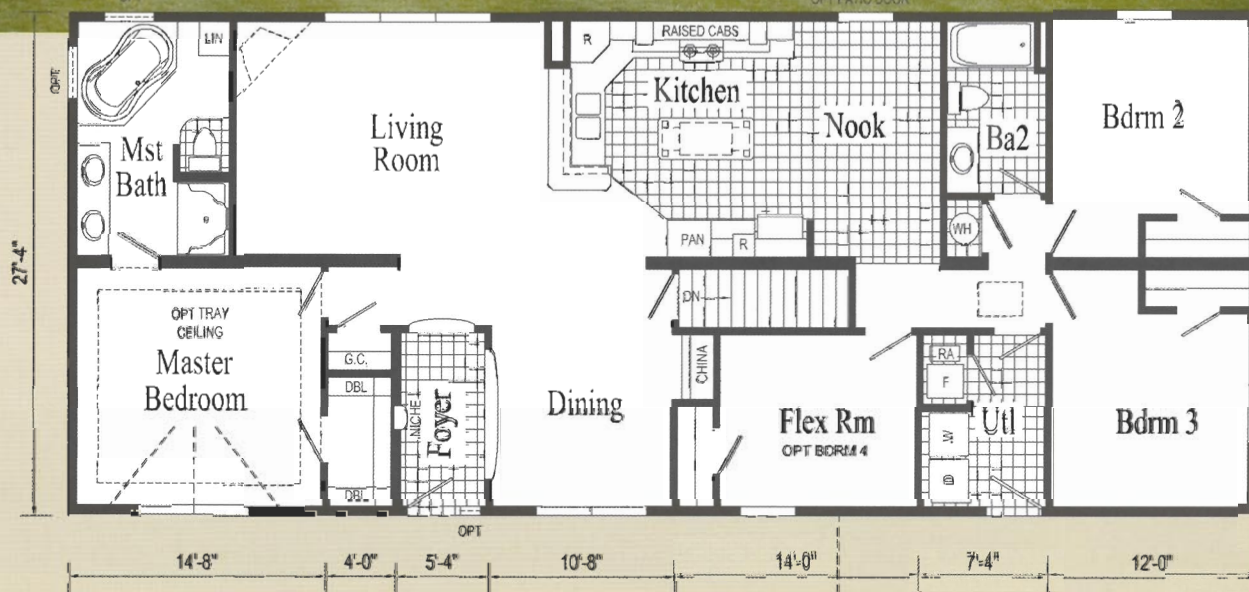 LIN
Mst
Bath
Living
Room
R
RAISED CABS
Kitchen
Nook
Ba2
Bdrm 2
WH
PAN
R
27'-4"
OPT TRAY
CEILING
Master
Bedroom
G.C.
DBL
DBL
NICHE
Foyer
OPT
Dining
DN
CHINA
Flex Rm
OPT BDRM 4
RA
F
W
D
Utl
Bdrm 3
14'-8"
4'-0"
5'-4"
10'-8"
14'-0"
7'-4"
12'-0"